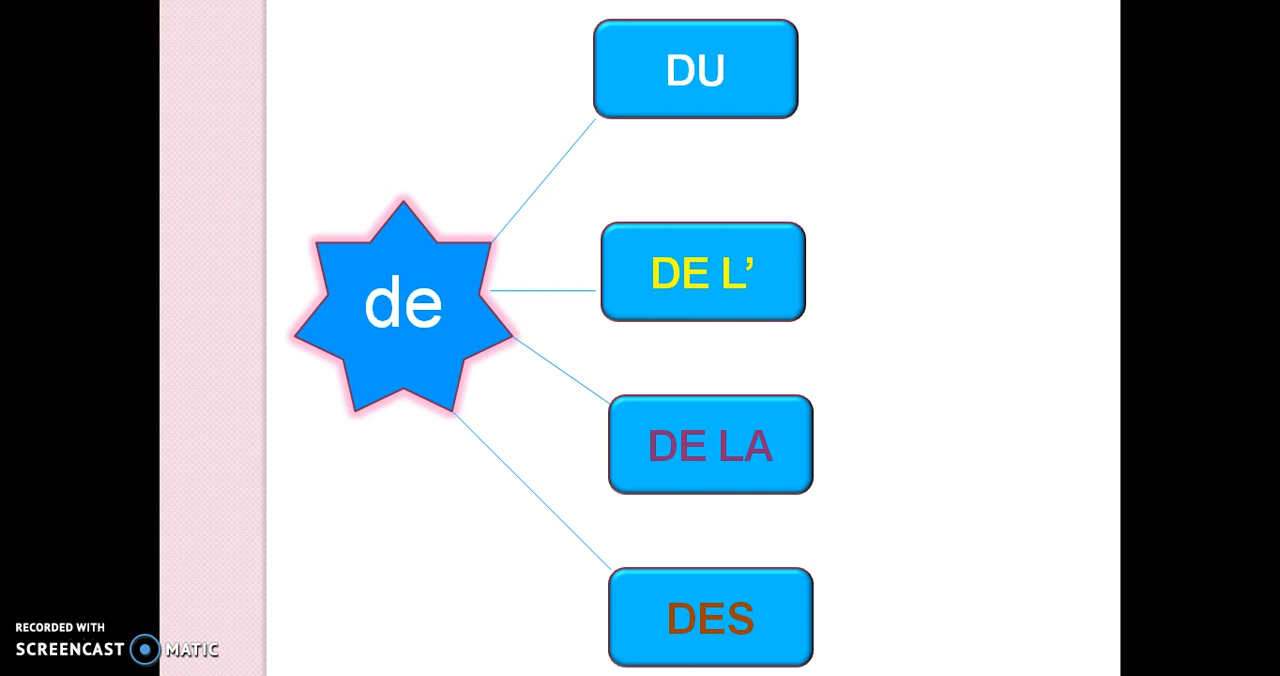 DU
de
DE L’
DE LA
DES
RECORDED WITH
SCREENCAST MATIC